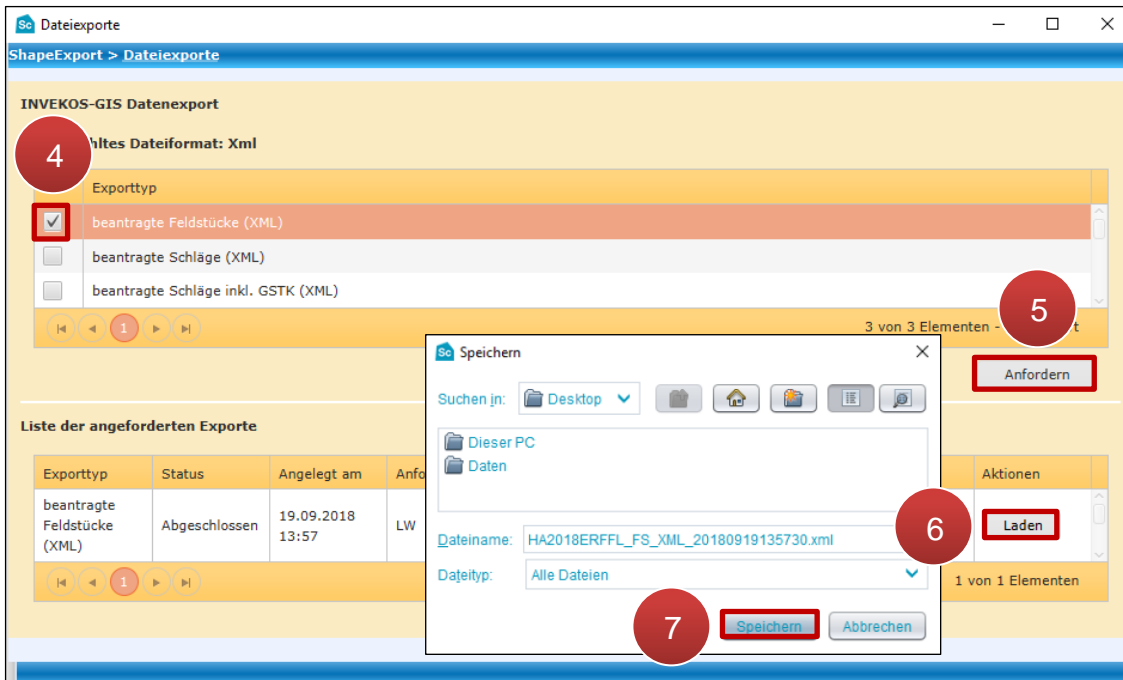 Sc Dateiexporte
ShapeExport > Dateiexporte
INVEKOS-GIS Datenexport
4
hltes Dateiformat: Xml
Exporttyp
beantragte Feldstücke (XML)
beantragte Schläge (XML)
beantragte Schläge inkl. GSTK (XML)
1
3 von 3 Elementen -
5
Anfordern
Liste der angeforderten Exporte
Exporttyp Status Angelegt am Anfo Aktionen
beantragte
Feldstücke
(XML)
Abgeschlossen
19.09.2018
13:57
LW
Laden
1
1 von 1 Elementen
Sc Speichern
Suchen in: Desktop
Dieser PC
Daten
6
Dateiname: HA2018ERFFL_FS_XML_20180919135730.xml
Dateityp: Alle Dateien
7
Speichern Abbrechen